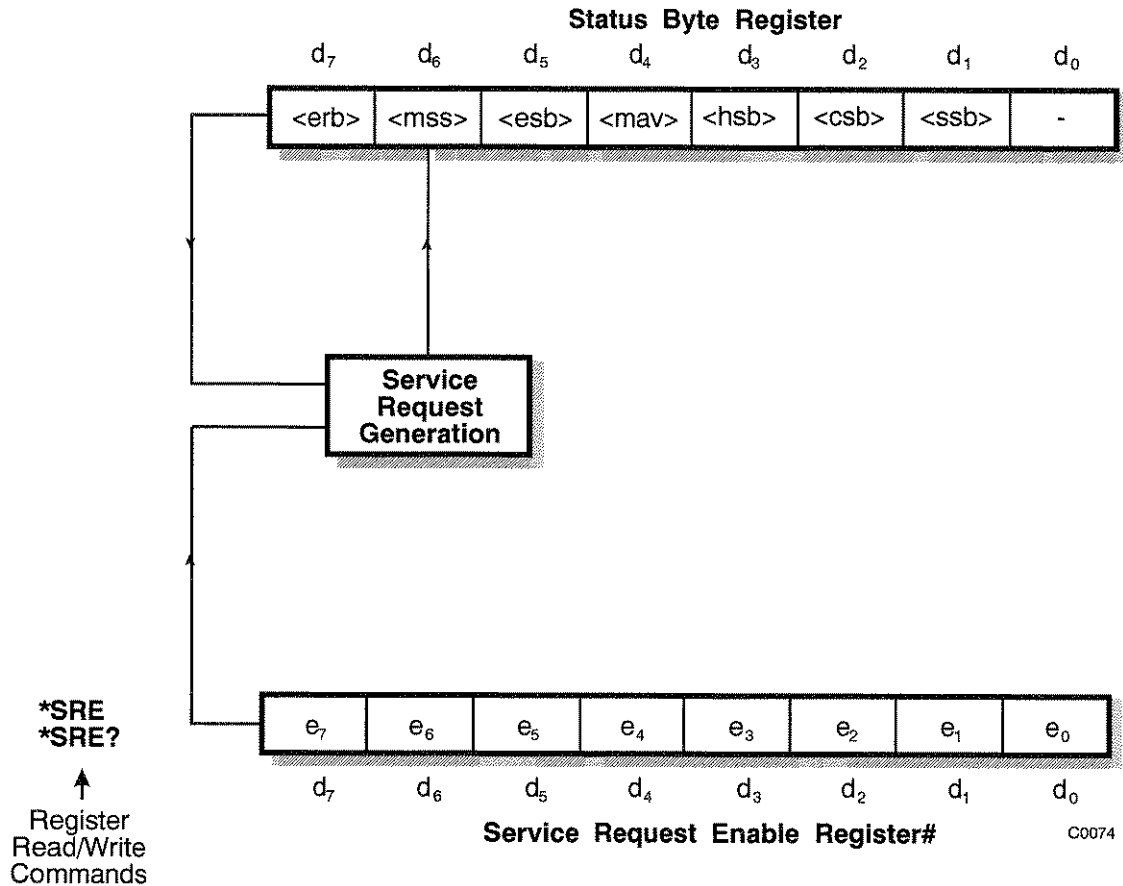 Status Byte Register
d₇ d₆ d₅ d₄ d₃ d₂ d₁ d₀
<erb> <mss> <esb> <mav> <hsb> <csb> <ssb> -
Service
Request
Generation
*SRE
*SRE?
e₇ e₆ e₅ e₄ e₃ e₂ e₁ e₀
d₇ d₆ d₅ d₄ d₃ d₂ d₁ d₀
Register
Read/Write
Commands
Service Request Enable Register#
C0074